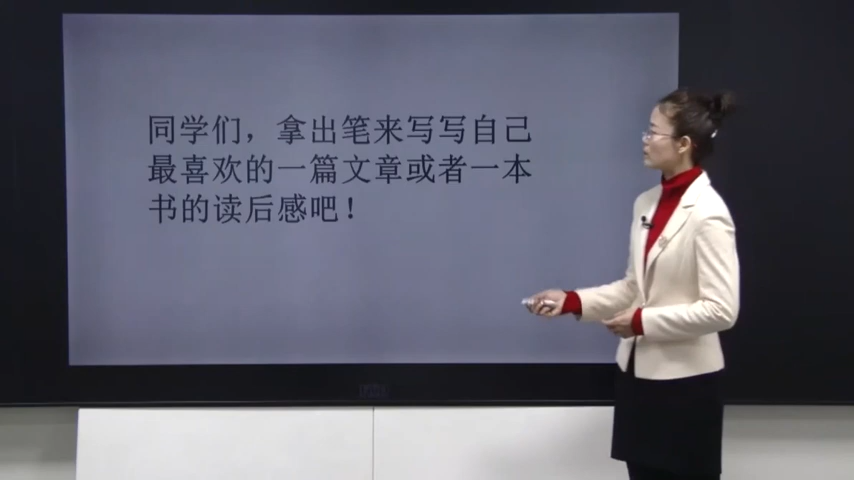 同学们，拿出笔来写写自己
最喜欢的一篇文章或者一本
书的读后感吧！